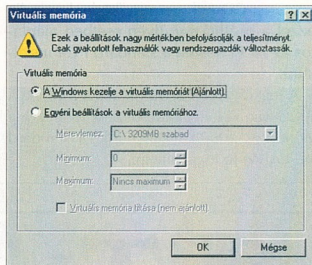 Virtuális memória
Ezek a beállítások nagy mértékben befolyásolják a teljesítményt.
Csak gyakorlott felhasználók vagy rendszergazdák változtassák.
Virtuális memória
A Windows kezelje a virtuális memóriát (Ajánlott).
Egyéni beállítások a virtuális memóriához.
Merevlemez: C:\ 3209MB szabad
Minimum: 0
Maximum: Nincs maximum
Virtuális memória tiltása (nem ajánlott)
OK Mégse